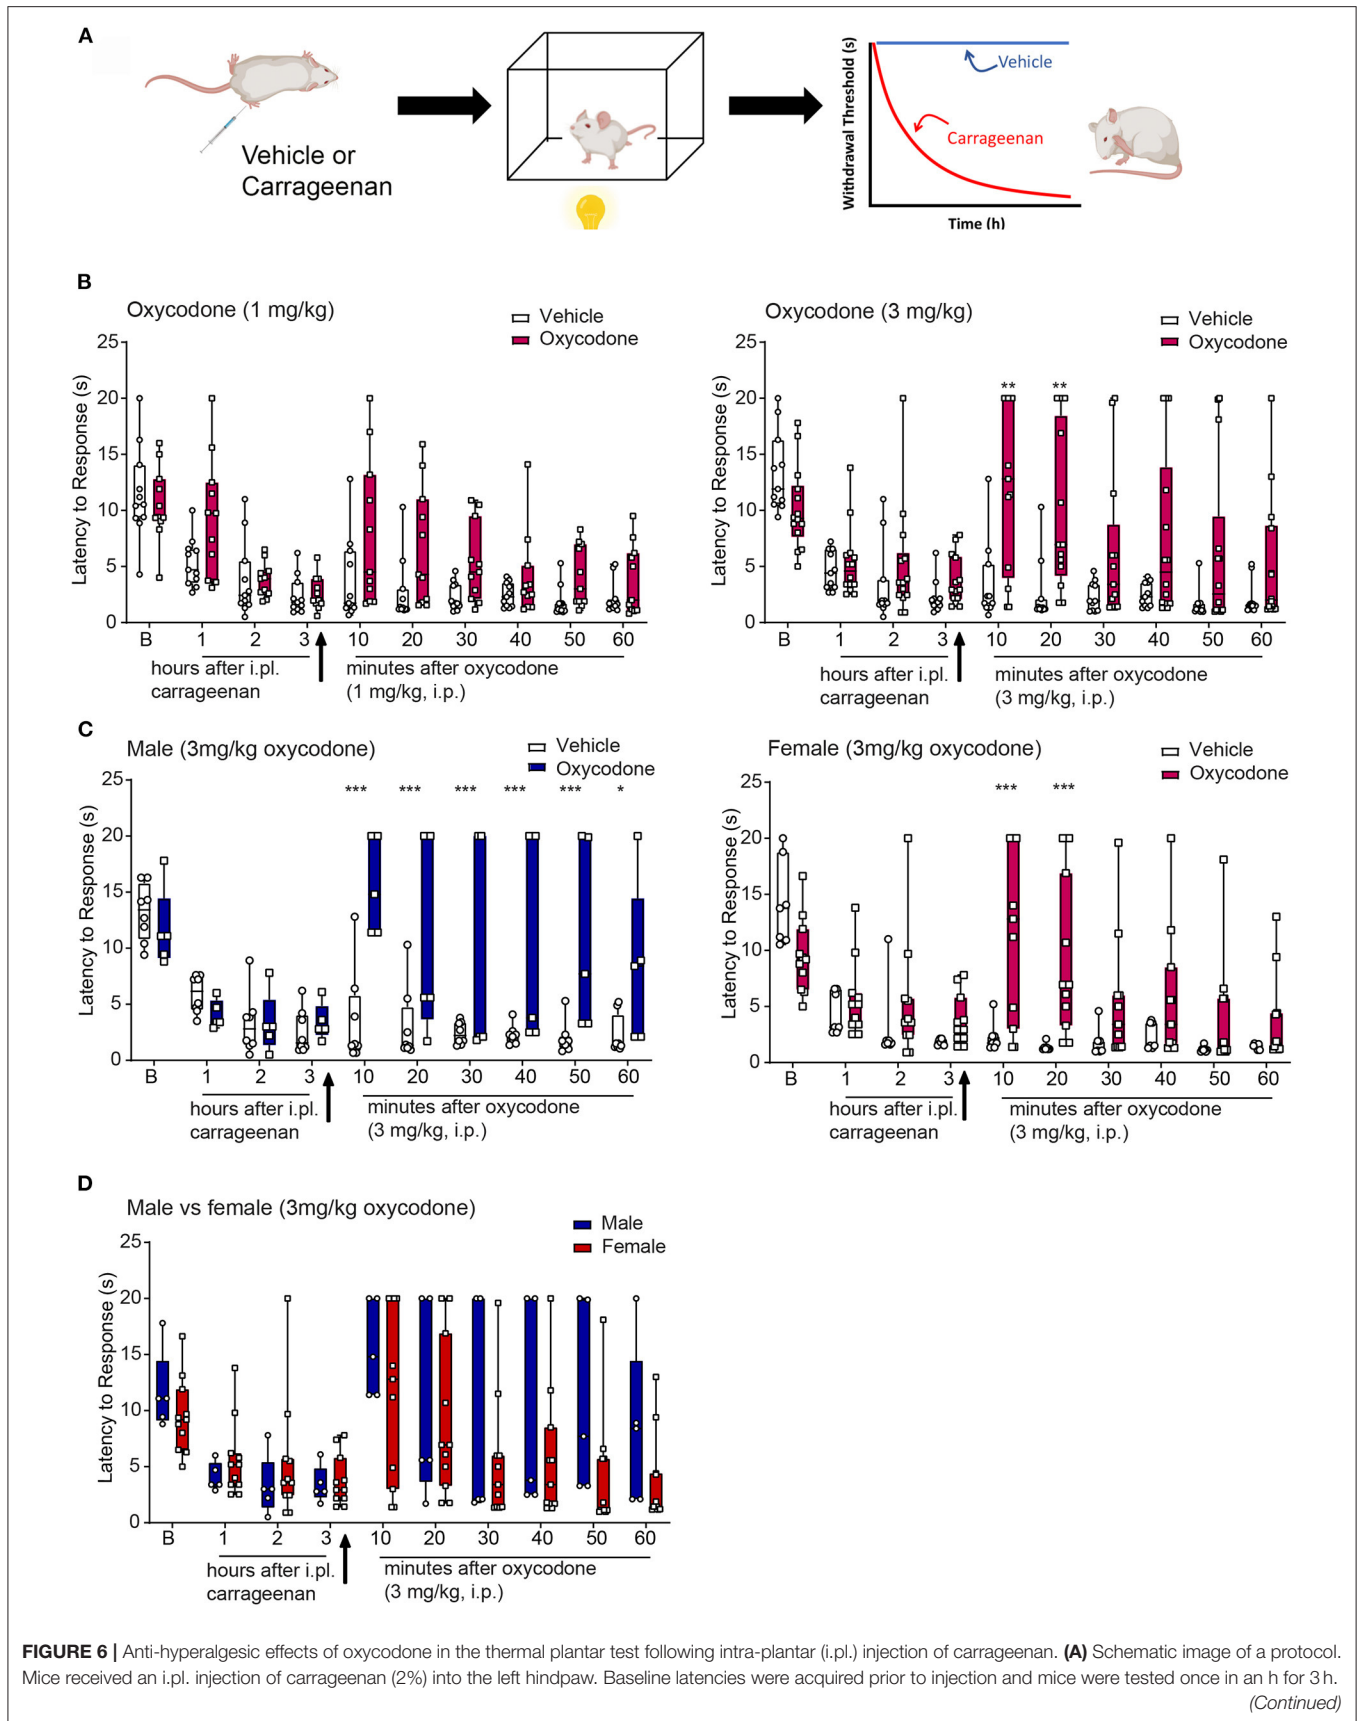 A
Vehicle or
Carrageenan
Withdrawal Threshold (s)
Vehicle
Carrageenan
Time (h)
B
Oxycodone (1 mg/kg)
Vehicle
Oxycodone
Latency to Response (s)
25
20
15
10
5
0
B 1 2 3 10 20 30 40 50 60
hours after i.pl.
carrageenan
minutes after oxycodone
(1 mg/kg, i.p.)
Oxycodone (3 mg/kg)
Vehicle
Oxycodone
Latency to Response (s)
25
20
15
10
5
0
** **
B 1 2 3 10 20 30 40 50 60
hours after i.pl.
carrageenan
minutes after oxycodone
(3 mg/kg, i.p.)
C
Male (3mg/kg oxycodone)
Vehicle
Oxycodone
Latency to Response (s)
25
20
15
10
5
0
*** *** *** *** *** *
B 1 2 3 10 20 30 40 50 60
hours after i.pl.
carrageenan
minutes after oxycodone
(3 mg/kg, i.p.)
Female (3mg/kg oxycodone)
Vehicle
Oxycodone
Latency to Response (s)
25
20
15
10
5
0
*** ***
B 1 2 3 10 20 30 40 50 60
hours after i.pl.
carrageenan
minutes after oxycodone
(3 mg/kg, i.p.)
D
Male vs female (3mg/kg oxycodone)
Male
Female
Latency to Response (s)
25
20
15
10
5
0
B 1 2 3 10 20 30 40 50 60
hours after i.pl.
carrageenan
minutes after oxycodone
(3 mg/kg, i.p.)
FIGURE 6 | Anti-hyperalgesic effects of oxycodone in the thermal plantar test following intra-plantar (i.pl.) injection of carrageenan. (A) Schematic image of a protocol.
Mice received an i.pl. injection of carrageenan (2%) into the left hindpaw. Baseline latencies were acquired prior to injection and mice were tested once in an h for 3 h.
(Continued)